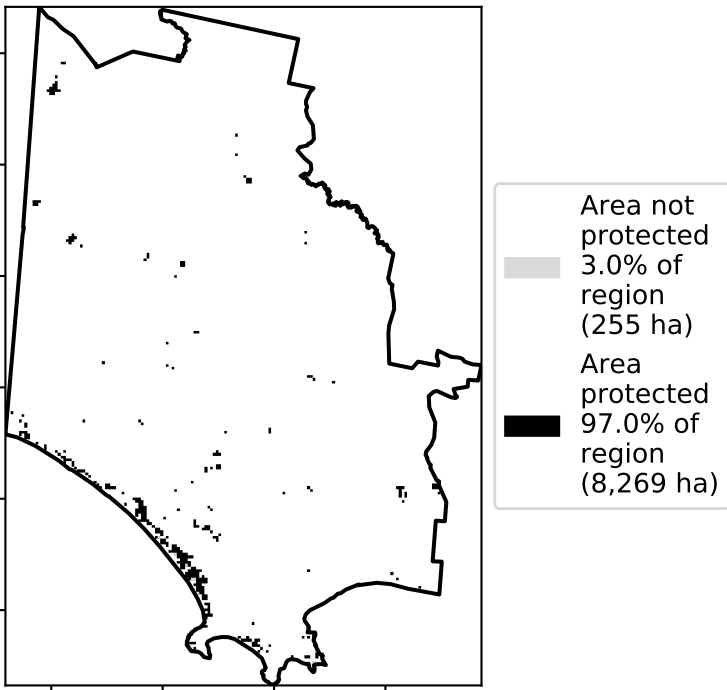 Area not
protected
3.0% of
region
(255 ha)
Area
protected
97.0% of
region
(8,269 ha)